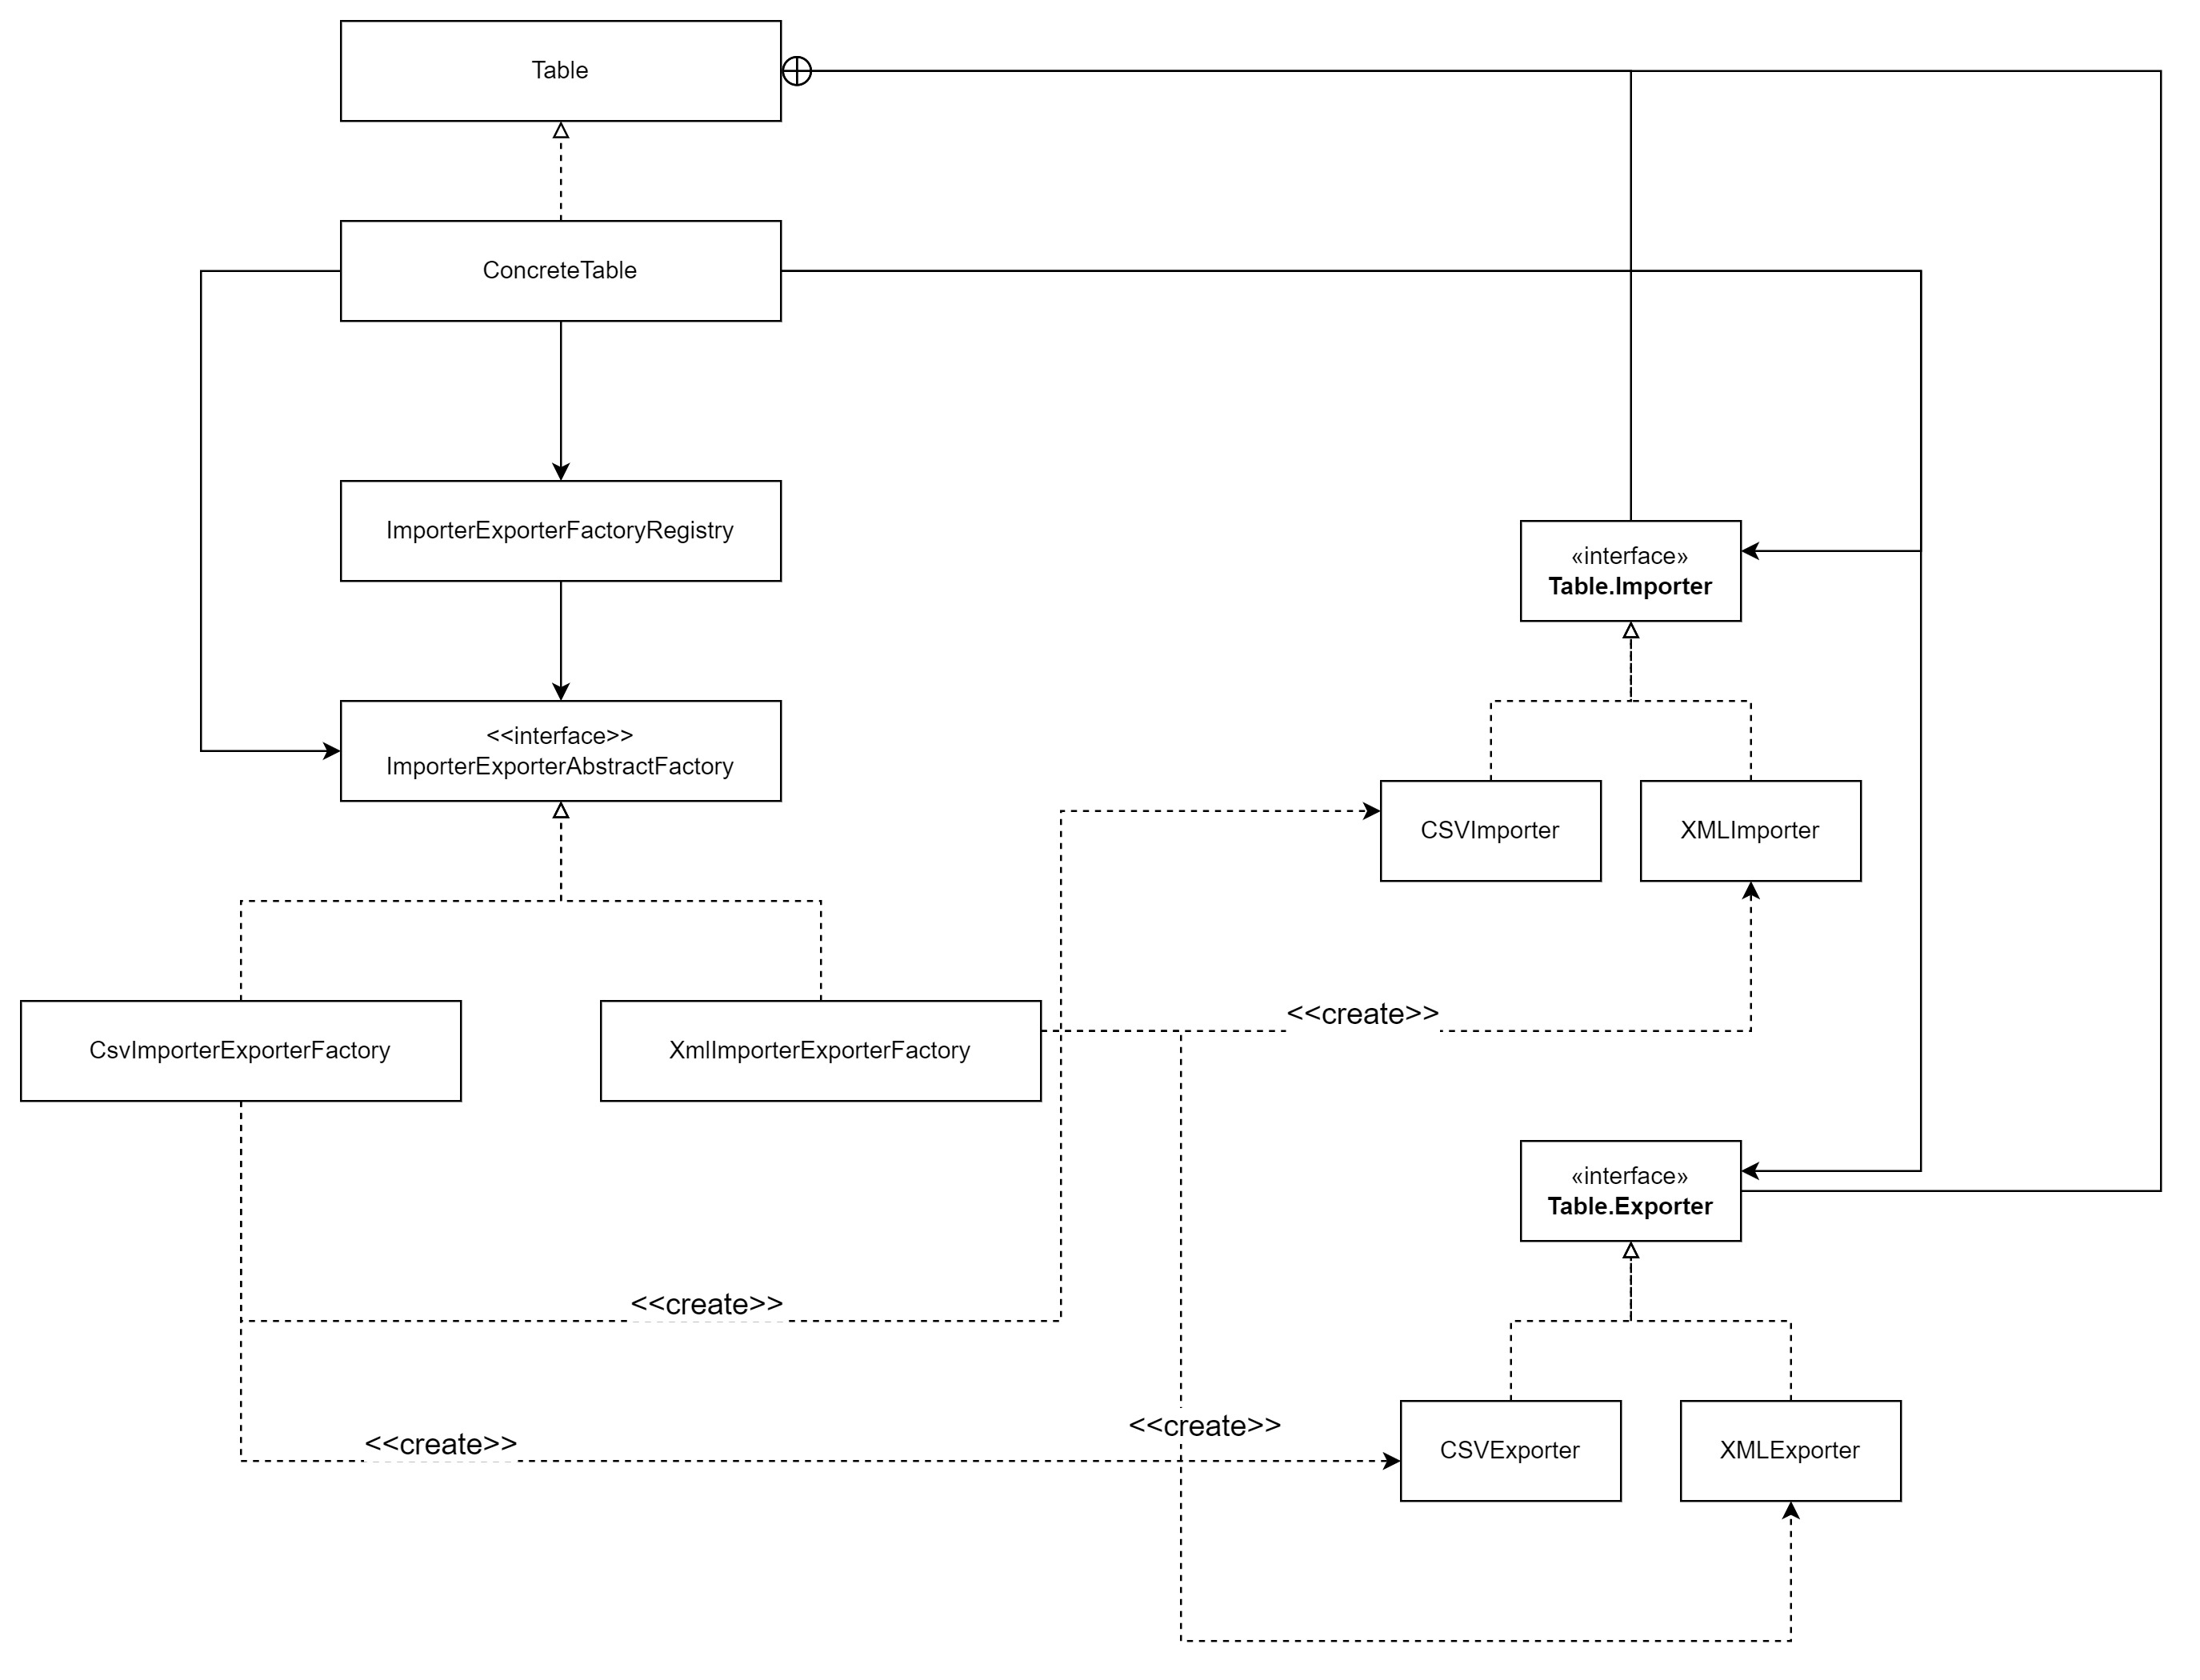 Table
ConcreteTable
ImporterExporterFactoryRegistry
«interface»
Table.Importer
<<interface>>
ImporterExporterAbstractFactory
CSVImporter
XMLImporter
<<create>>
CsvImporterExporterFactory
XmlImporterExporterFactory
«interface»
Table.Exporter
<<create>>
<<create>>
<<create>>
CSVExporter
XMLExporter